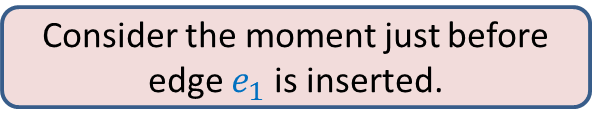 Consider the moment just before
edge e₁ is inserted.